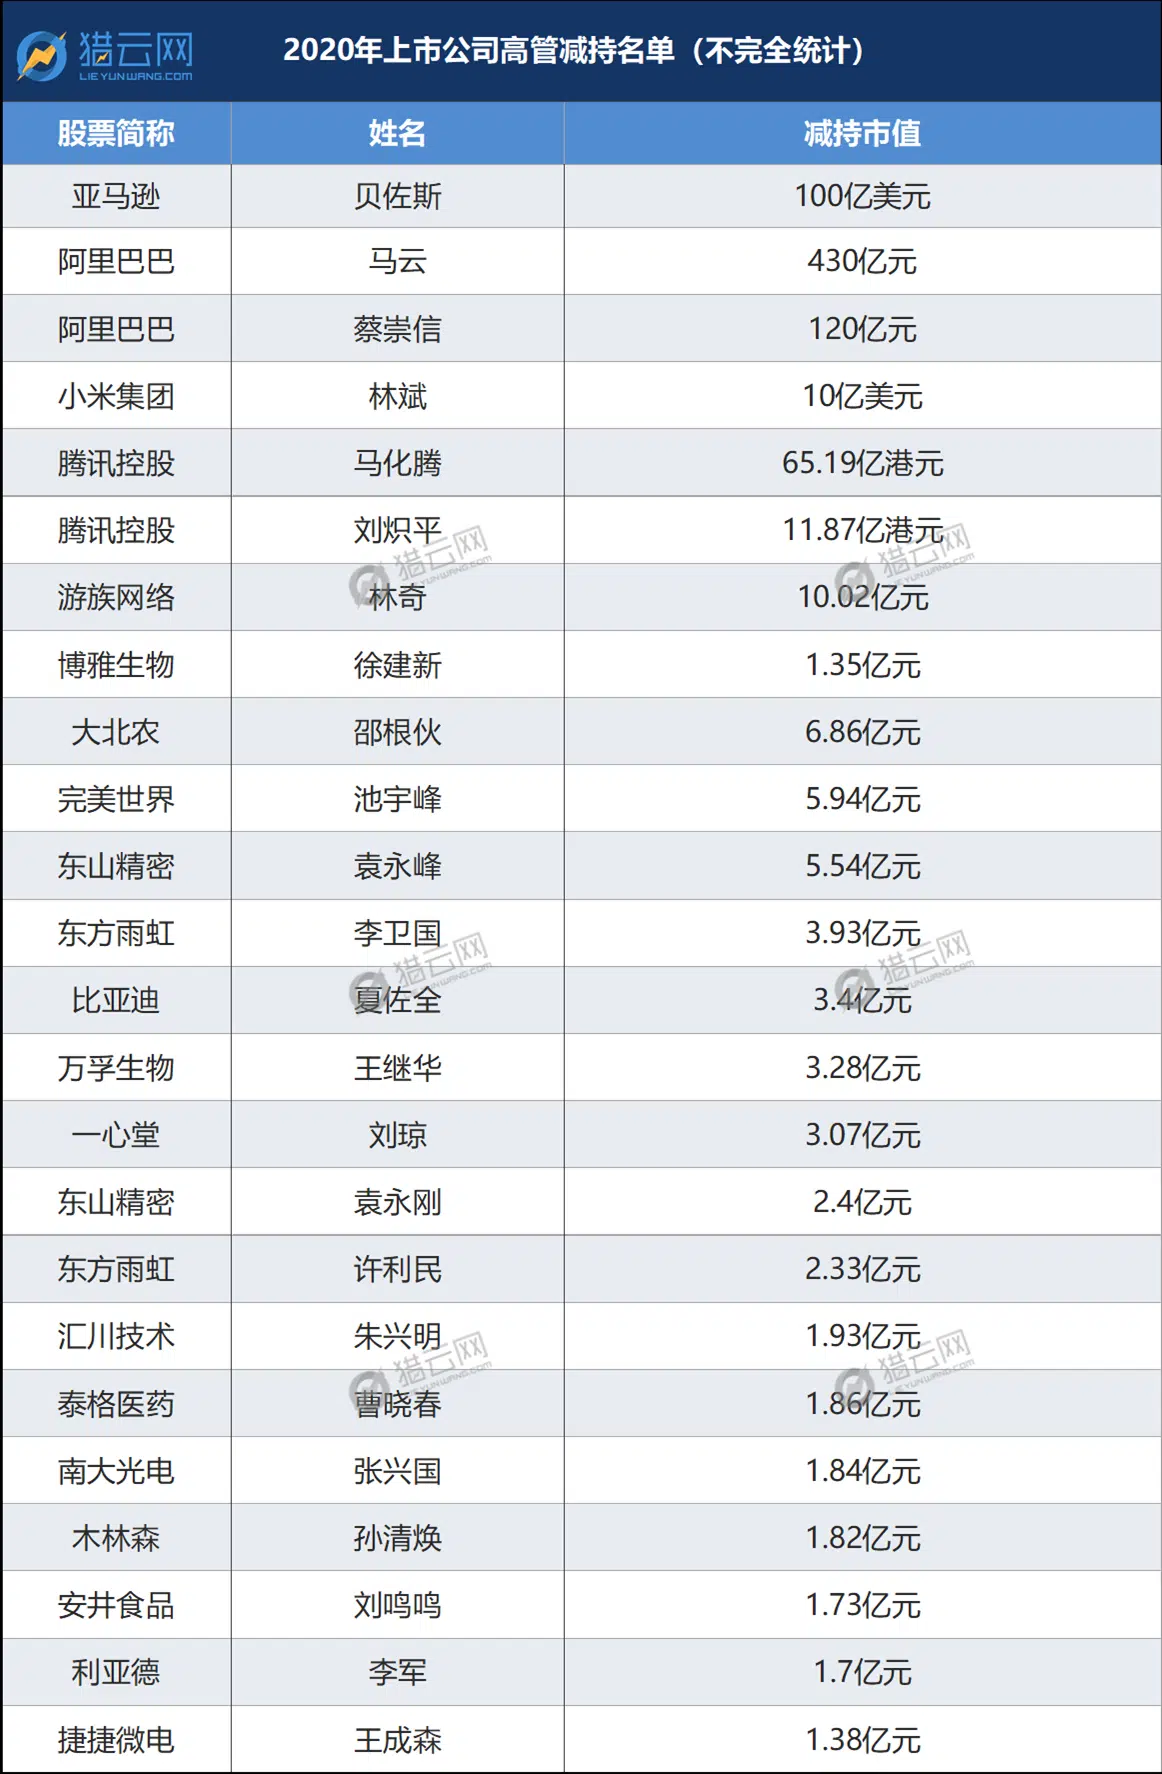 猎云网
LIEYUNWANG.COM
2020年上市公司高管减持名单（不完全统计）
股票简称 姓名 减持市值
亚马逊 贝佐斯 100亿美元
阿里巴巴 马云 430亿元
阿里巴巴 蔡崇信 120亿元
小米集团 林斌 10亿美元
腾讯控股 马化腾 65.19亿港元
腾讯控股 刘炽平 11.87亿港元
游族网络 林奇 10.02亿元
博雅生物 徐建新 1.35亿元
大北农 邵根伙 6.86亿元
完美世界 池宇峰 5.94亿元
东山精密 袁永峰 5.54亿元
东方雨虹 李卫国 3.93亿元
比亚迪 夏佐全 3.4亿元
万孚生物 王继华 3.28亿元
一心堂 刘琼 3.07亿元
东山精密 袁永刚 2.4亿元
东方雨虹 许利民 2.33亿元
汇川技术 朱兴明 1.93亿元
泰格医药 曹晓春 1.86亿元
南大光电 张兴国 1.84亿元
木林森 孙清焕 1.82亿元
安井食品 刘鸣鸣 1.73亿元
利亚德 李军 1.7亿元
捷捷微电 王成森 1.38亿元